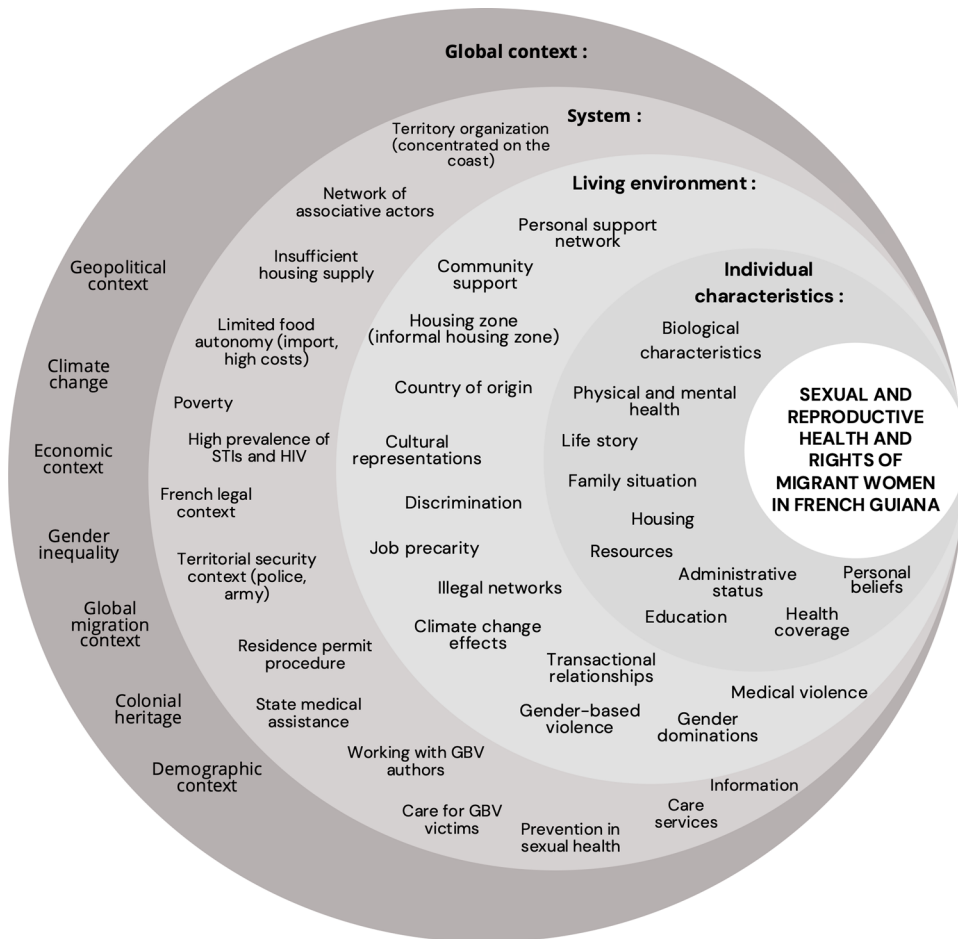 Global context :
Geopolitical
context
Climate
change
Economic
context
Gender
inequality
Global
migration
context
Colonial
heritage
Demographic
context
System :
Territory organization
(concentrated on the
coast)
Network of
associative actors
Insufficient
housing supply
Limited food
autonomy (import,
high costs)
Poverty
High prevalence of
STIs and HIV
French legal
context
Territorial security
context (police,
army)
Residence permit
procedure
State medical
assistance
Working with GBV
authors
Care for GBV
victims
Prevention in
sexual health
Care
services
Information
Living environment :
Personal support
network
Community
support
Housing zone
(informal housing zone)
Country of origin
Cultural
representations
Discrimination
Job precarity
Illegal networks
Climate change
effects
Transactional
relationships
Gender-based
violence
Gender
dominations
Medical violence
Individual
characteristics :
Biological
characteristics
Physical and mental
health
Life story
Family situation
Housing
Resources
Administrative
status
Education
Health
coverage
Personal
beliefs
SEXUAL AND
REPRODUCTIVE
HEALTH AND
RIGHTS OF
MIGRANT WOMEN
IN FRENCH GUIANA